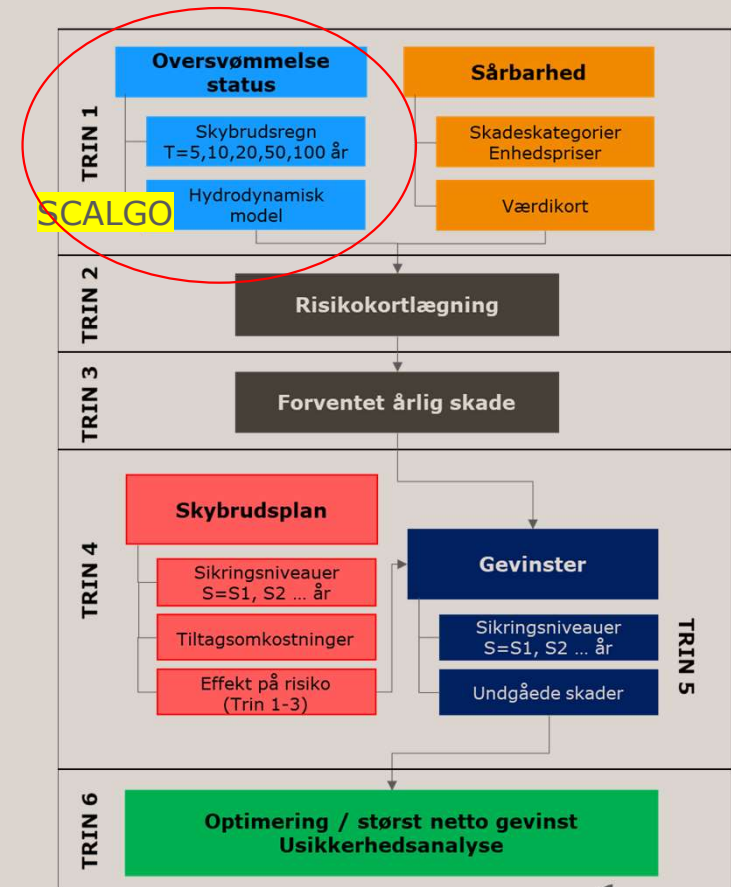 TRIN 1
Oversvømmelse
status
Skybrudsregn
T=5,10,20,50,100 år
Hydrodynamisk
model
SCALGO
Sårbarhed
Skadeskategorier
Enhedspriser
Værdikort
TRIN 2
Risikokortlægning
TRIN 3
Forventet årlig skade
TRIN 4
Skybrudsplan
Sikringsniveauer
S=S1, S2 ... år
Tiltagsomkostninger
Effekt på risiko
(Trin 1-3)
Gevinster
Sikringsniveauer
S=S1, S2 ... år
Undgåede skader
TRIN 5
TRIN 6
Optimering / størst netto gevinst
Usikkerhedsanalyse